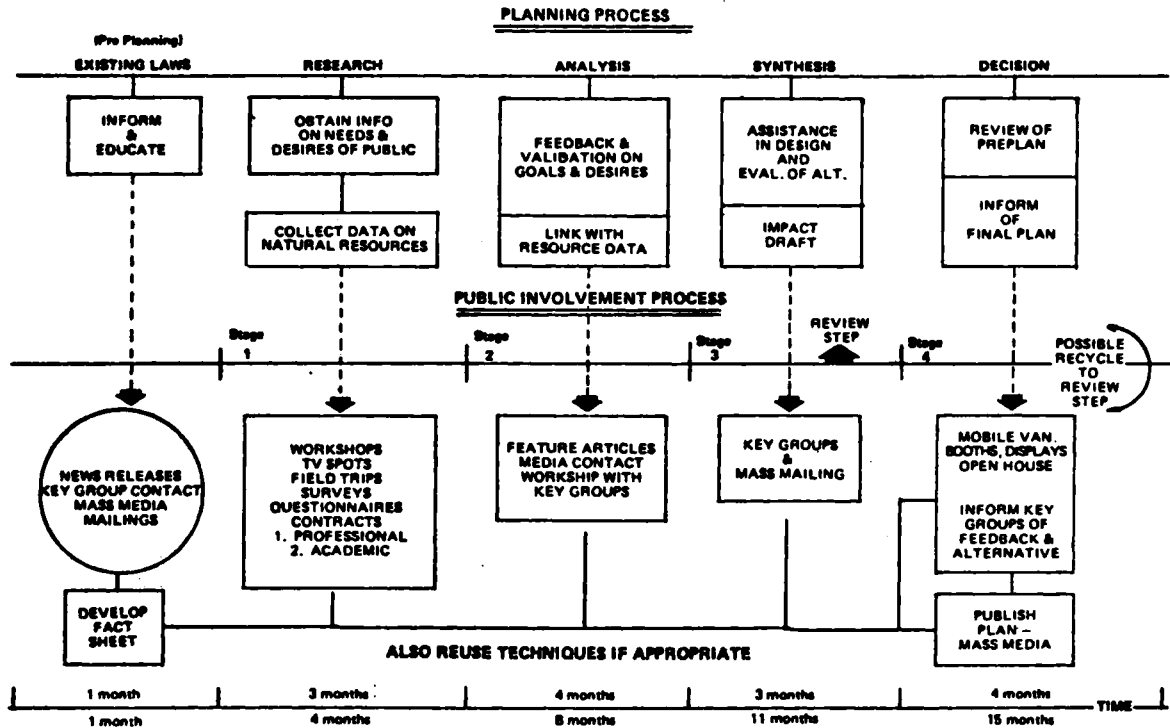 PLANNING PROCESS
(Pre Planning)
EXISTING LAWS
RESEARCH
ANALYSIS
SYNTHESIS
DECISION
INFORM
&
EDUCATE
OBTAIN INFO
ON NEEDS &
DESIRES OF PUBLIC
COLLECT DATA ON
NATURAL RESOURCES
FEEDBACK &
VALIDATION ON
GOALS & DESIRES
LINK WITH
RESOURCE DATA
ASSISTANCE
IN DESIGN
AND
EVAL. OF ALT.
IMPACT
DRAFT
REVIEW OF
PREPLAN
INFORM
OF
FINAL PLAN
PUBLIC INVOLVEMENT PROCESS
Stage
1
Stage
2
Stage
3
REVIEW
STEP
Stage
4
POSSIBLE
RECYCLE
TO
REVIEW
STEP
NEWS RELEASES
KEY GROUP CONTACT
MASS MEDIA
MAILINGS
DEVELOP
FACT
SHEET
WORKSHOPS
TV SPOTS
FIELD TRIPS
SURVEYS
QUESTIONNAIRES
CONTRACTS
1. PROFESSIONAL
2. ACADEMIC
FEATURE ARTICLES
MEDIA CONTACT
WORKSHIP WITH
KEY GROUPS
KEY GROUPS
&
MASS MAILING
MOBILE VAN.
BOOTHS, DISPLAYS
OPEN HOUSE
INFORM KEY
GROUPS OF
FEEDBACK &
ALTERNATIVE
PUBLISH
PLAN –
MASS MEDIA
ALSO REUSE TECHNIQUES IF APPROPRIATE
1 month
3 months
4 months
3 months
4 months
TIME
1 month
4 months
8 months
11 months
15 months